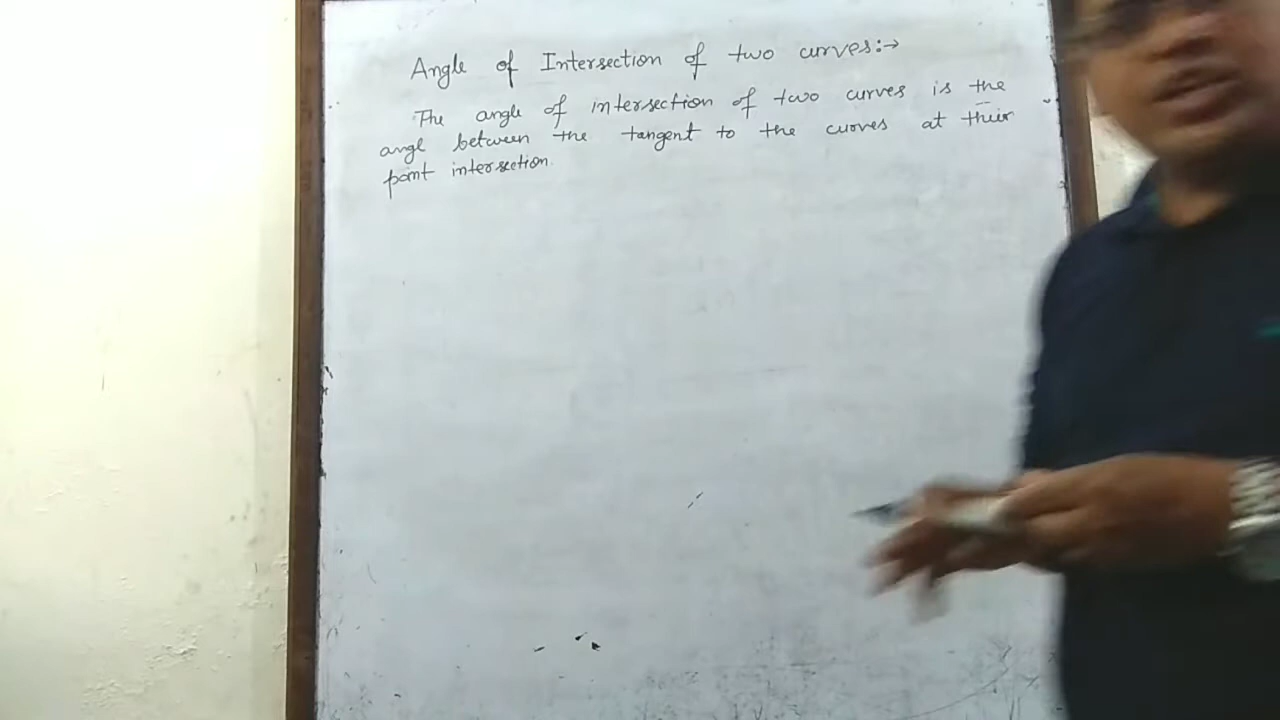 Angle of Intersection of two curves:→
The angle of intersection of two curves is the
angl between the tangent to the curves at their
point intersection.